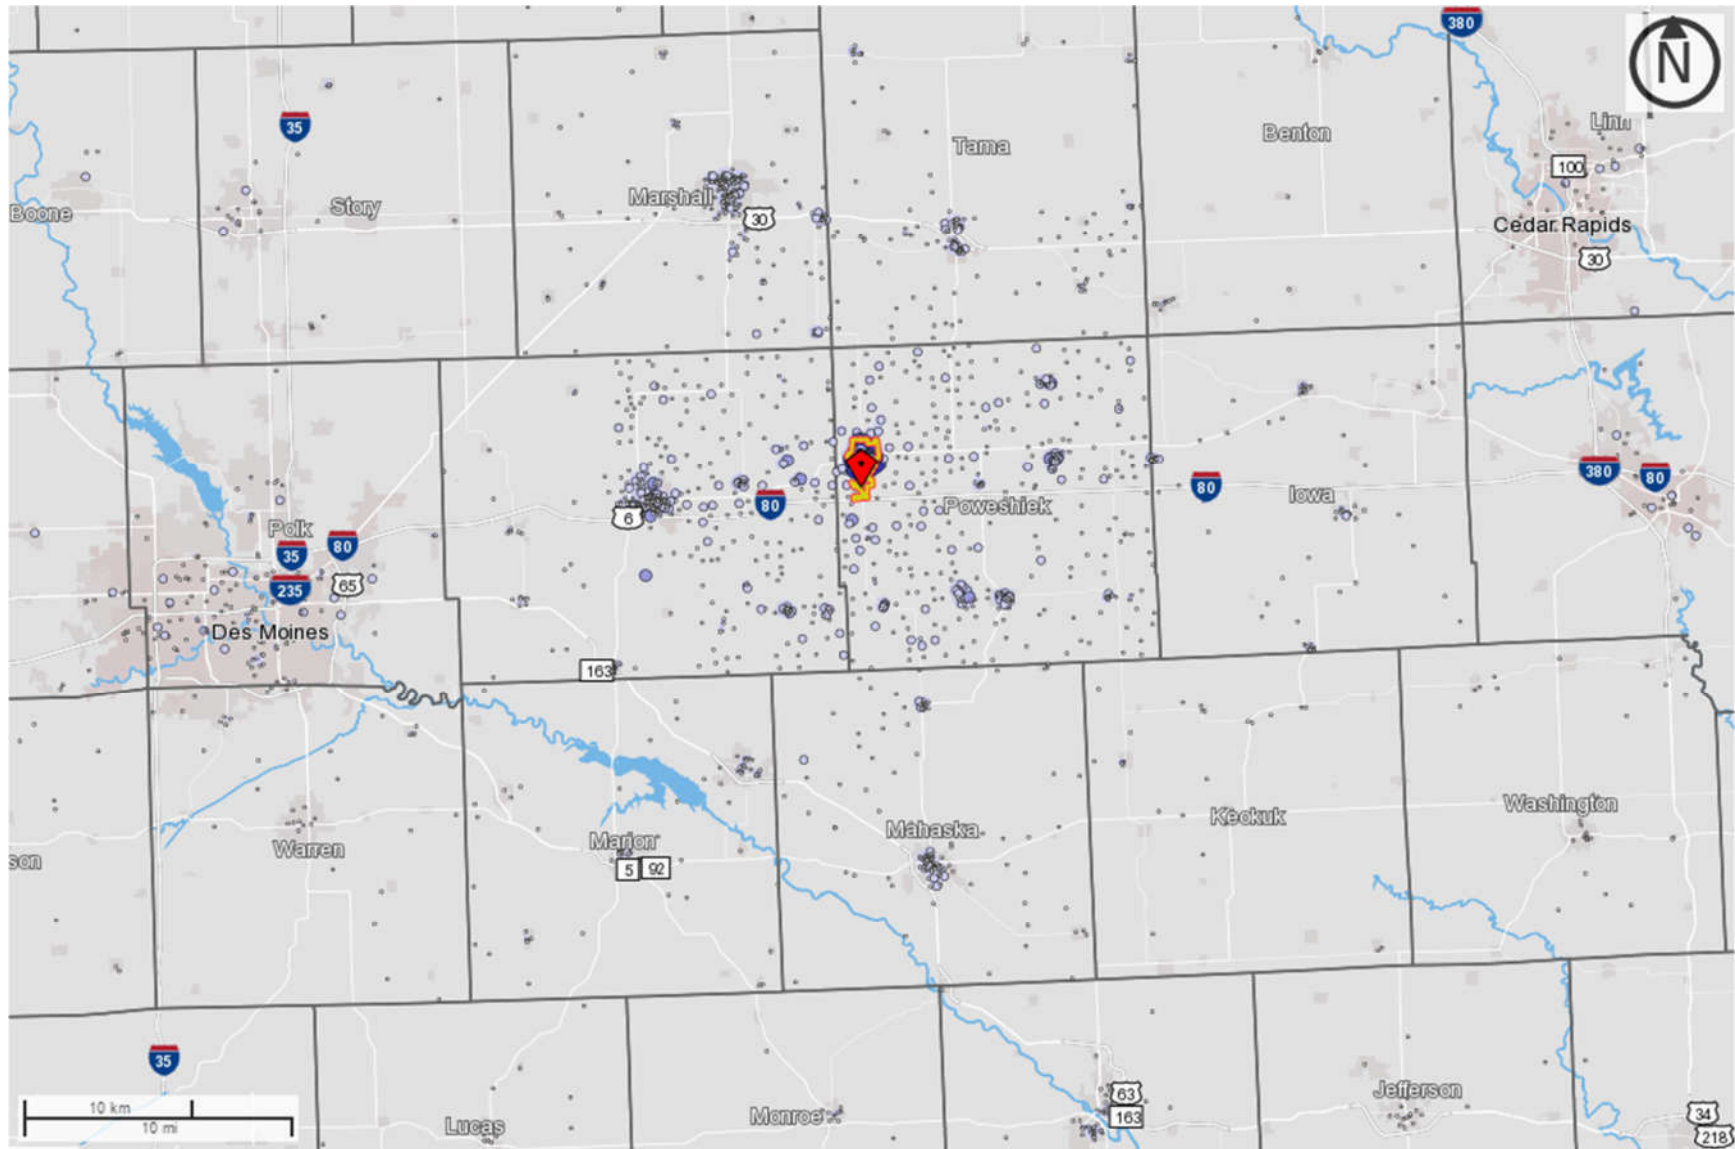 380
N
35
Linn
Tama
Benton
100
Marshall
Story
Boone
30
Cedar Rapids
30
380
80
80
Iowa
80
Poweshiek
6
Polk
35
80
65
235
Des Moines
163
Washington
Keokuk
Mahaska
Marion
Warren
son
5
92
35
63
163
Jefferson
34
218
10 km
10 mi
Lucas
Monroe